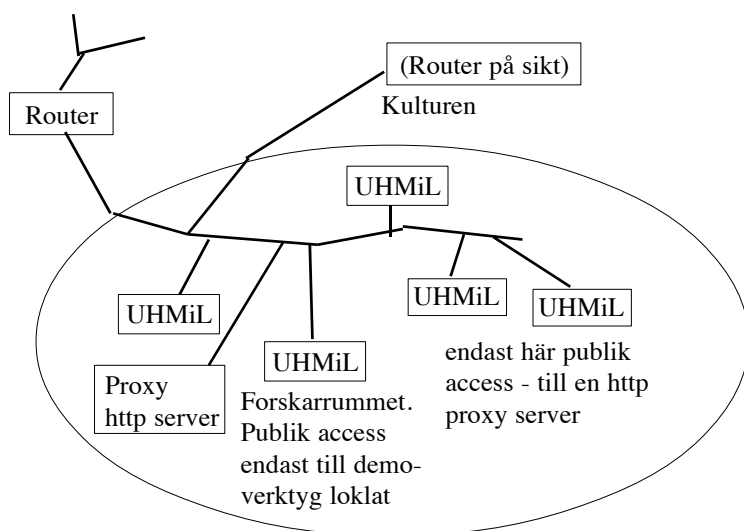 (Router på sikt)
Kulturen
Router
UHMiL
UHMiL
UHMiL
UHMiL
UHMiL
Proxy
http server
Forskarrummet.
Publik access
endast till demo-
verktyg loklat
endast här publik
access - till en http
proxy server